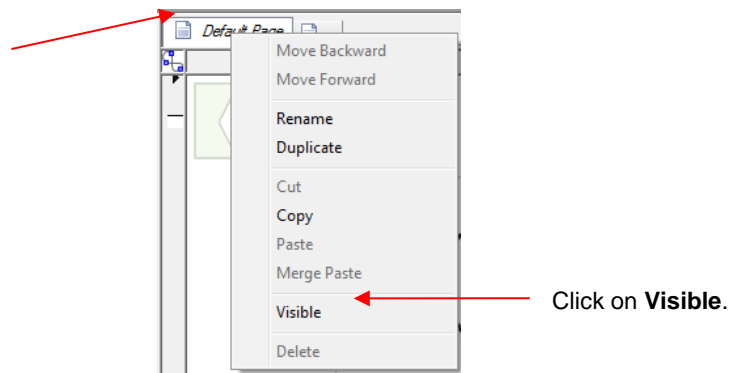 Default Page
Move Backward
Move Forward
Rename
Duplicate
Cut
Copy
Paste
Merge Paste
Visible
Click on Visible.
Delete